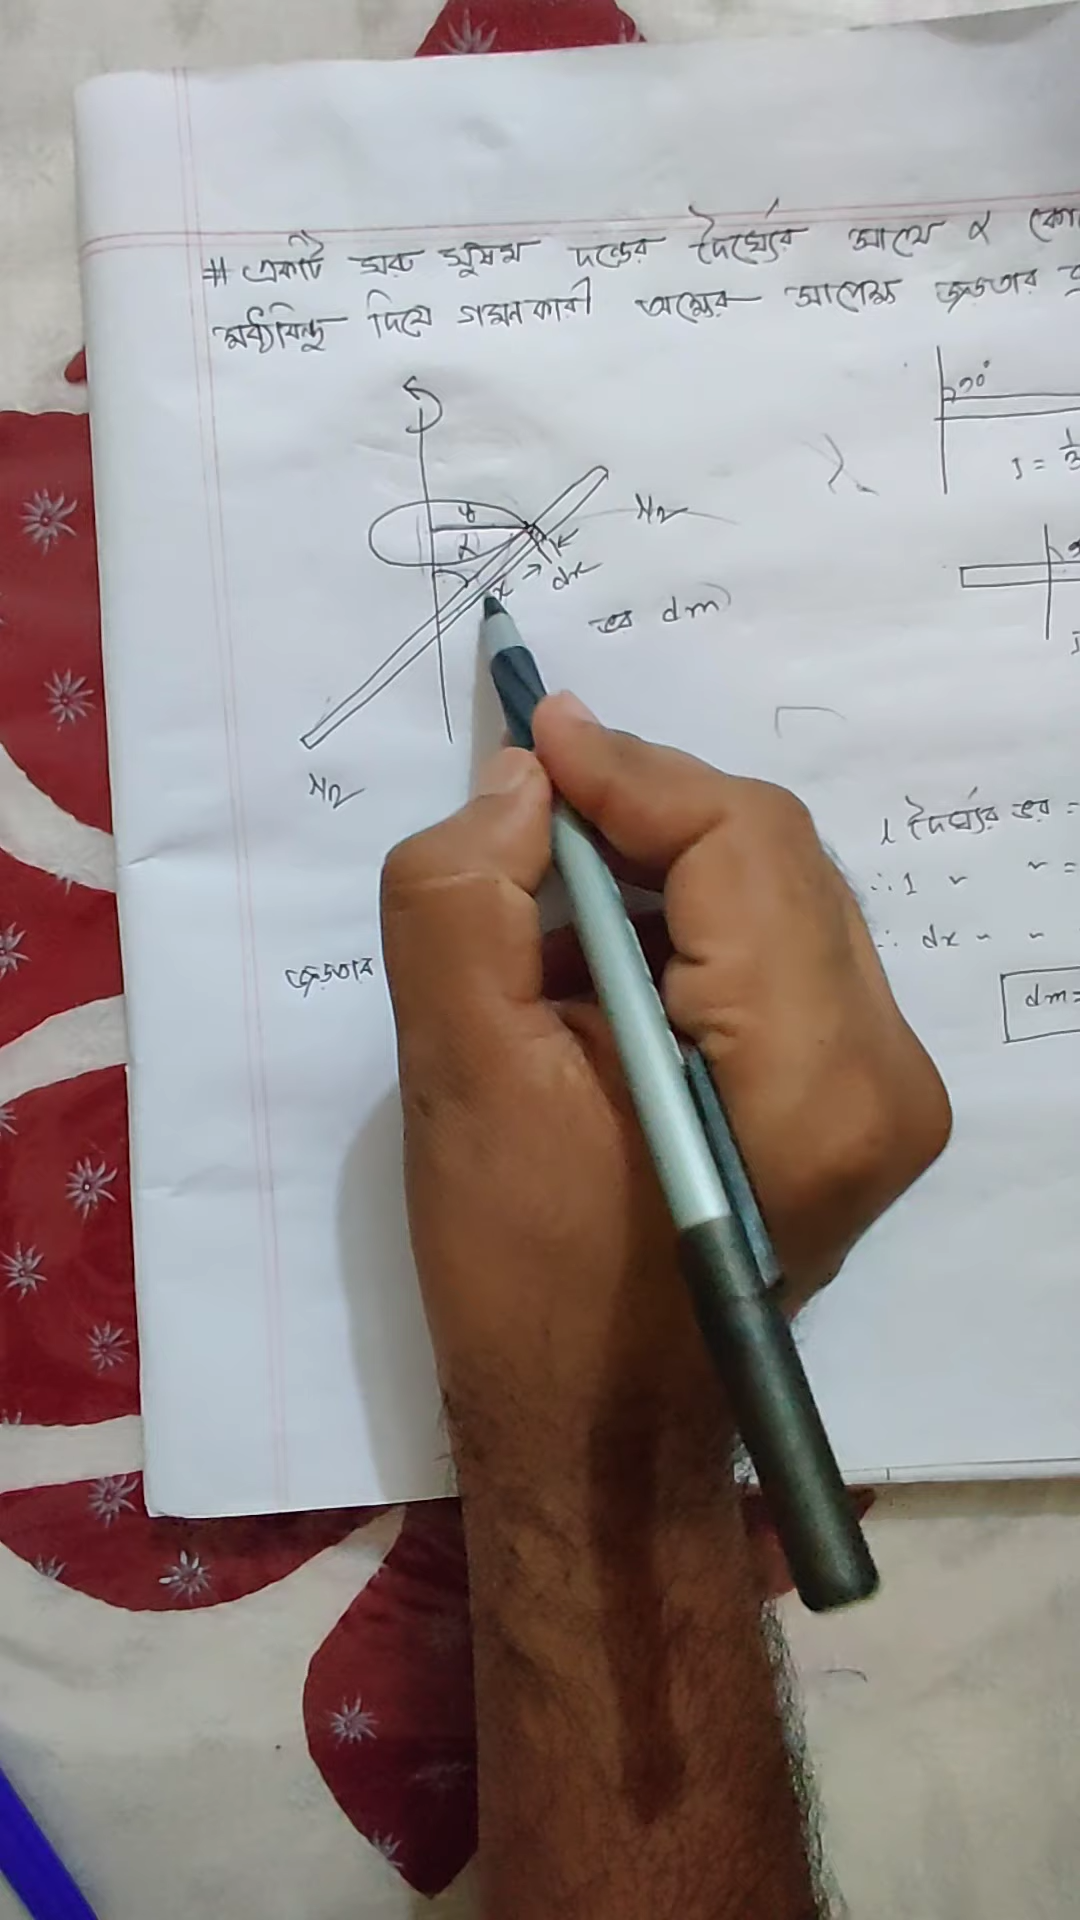 # একটি সরু সুষম দন্ডের দৈর্ঘ্যের সাথে α কো
মধ্যবিন্দু দিয়ে গমনকারী অক্ষের সাপেক্ষ জড়তার
90°
I = 1/3
r
α
l/2
x
dx
ভর dm
l/2
l দৈর্ঘ্যের ভর =
∴ 1 " " =
∴ dx " "
জড়তার
dm =